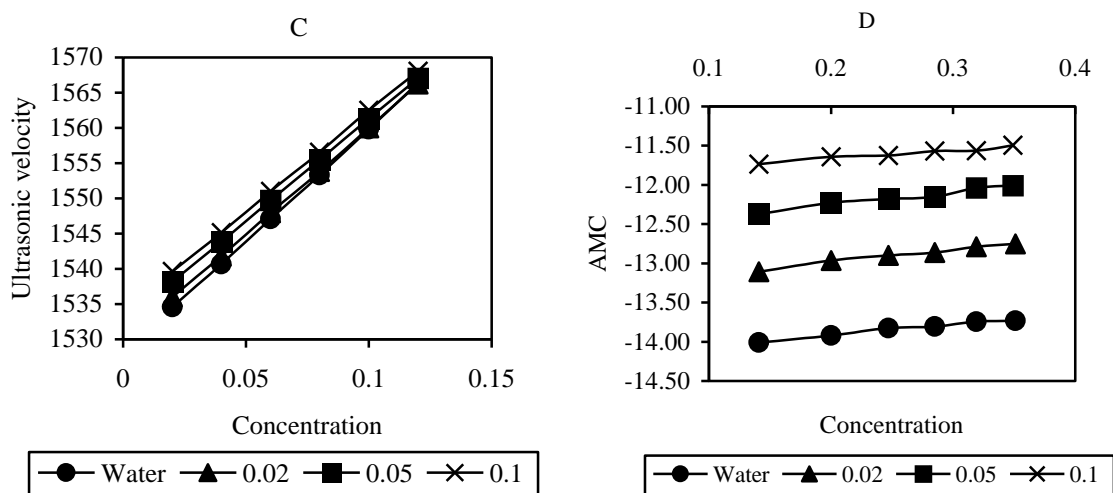 C
1570
1565
1560
1555
1550
1545
1540
1535
1530
Ultrasonic velocity
0 0.05 0.1 0.15
Concentration
Water 0.02 0.05 0.1
D
0.1 0.2 0.3 0.4
-11.00
-11.50
-12.00
-12.50
-13.00
-13.50
-14.00
-14.50
AMC
Concentration
Water 0.02 0.05 0.1